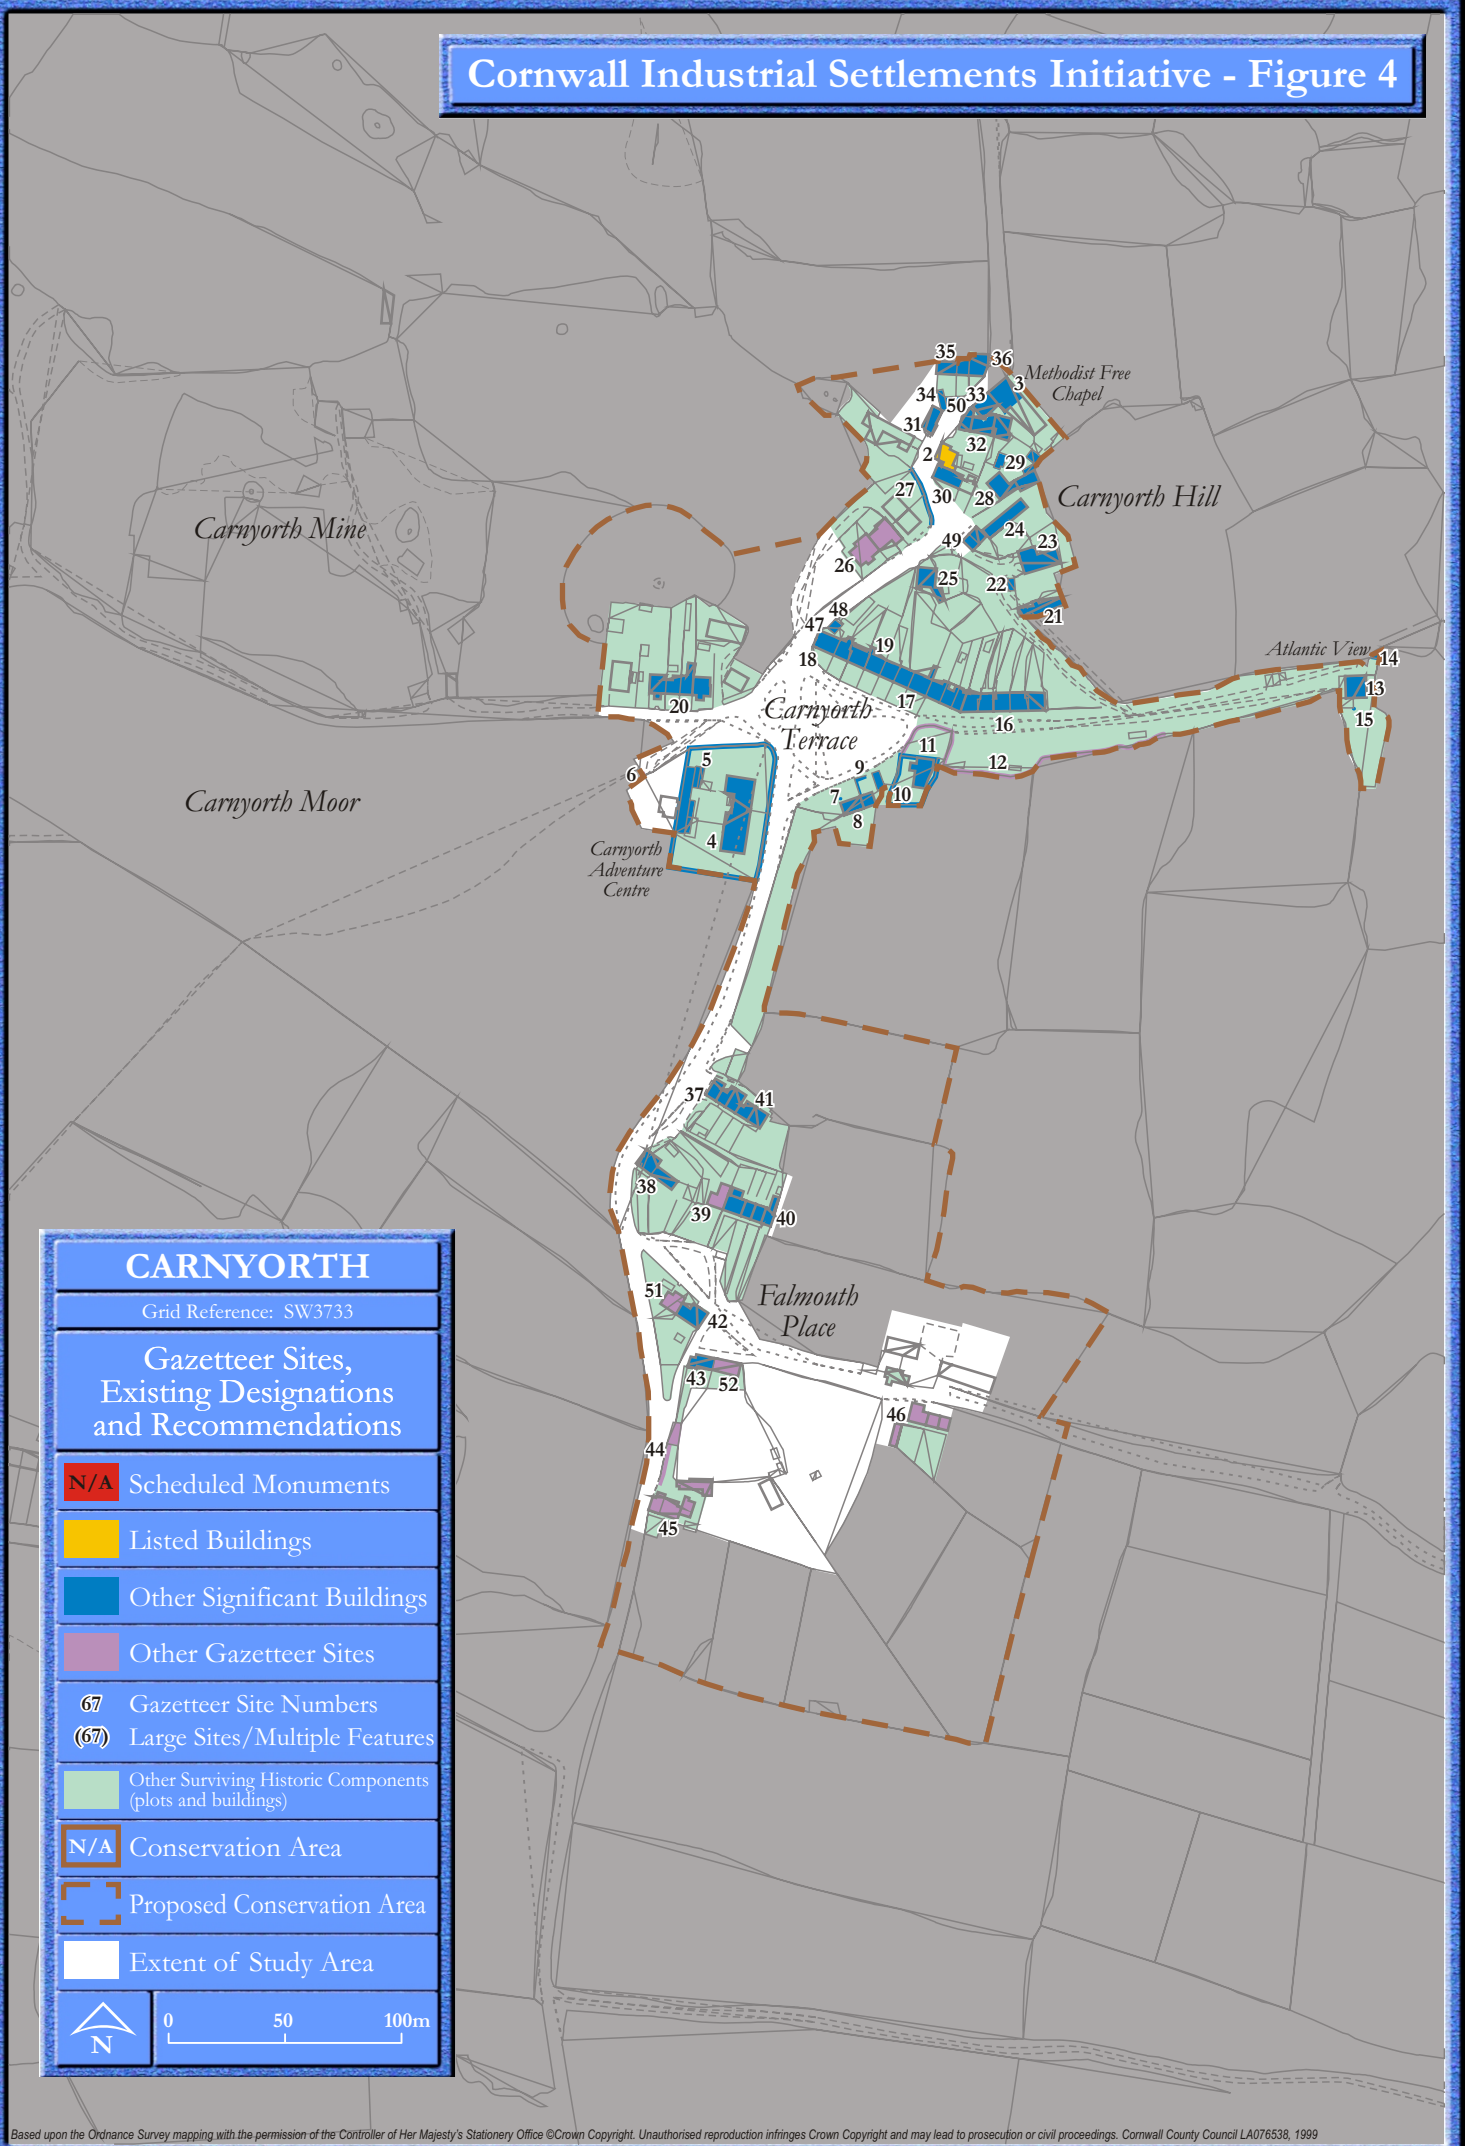 Cornwall Industrial Settlements Initiative - Figure 4
35
36
Methodist Free
Chapel
3
34
33
50
31
32
2
29
27
30
28
Carnyorth Hill
Carnyorth Mine
24
49
23
26
25
22
48
21
47
19
18
Atlantic View
14
13
20
17
Carnyorth
Terrace
16
15
11
5
12
9
6
7
10
Carnyorth Moor
8
4
Carnyorth
Adventure
Centre
37
41
38
39
40
51
Falmouth
Place
42
43
52
46
44
45
CARNYORTH
Grid Reference: SW3733
Gazetteer Sites,
Existing Designations
and Recommendations
N/A Scheduled Monuments
Listed Buildings
Other Significant Buildings
Other Gazetteer Sites
67 Gazetteer Site Numbers
(67) Large Sites/Multiple Features
Other Surviving Historic Components
(plots and buildings)
N/A Conservation Area
Proposed Conservation Area
Extent of Study Area
N
0 50 100m
Based upon the Ordnance Survey mapping with the permission of the Controller of Her Majesty's Stationery Office ©Crown Copyright. Unauthorised reproduction infringes Crown Copyright and may lead to prosecution or civil proceedings. Cornwall County Council LA076538, 1999